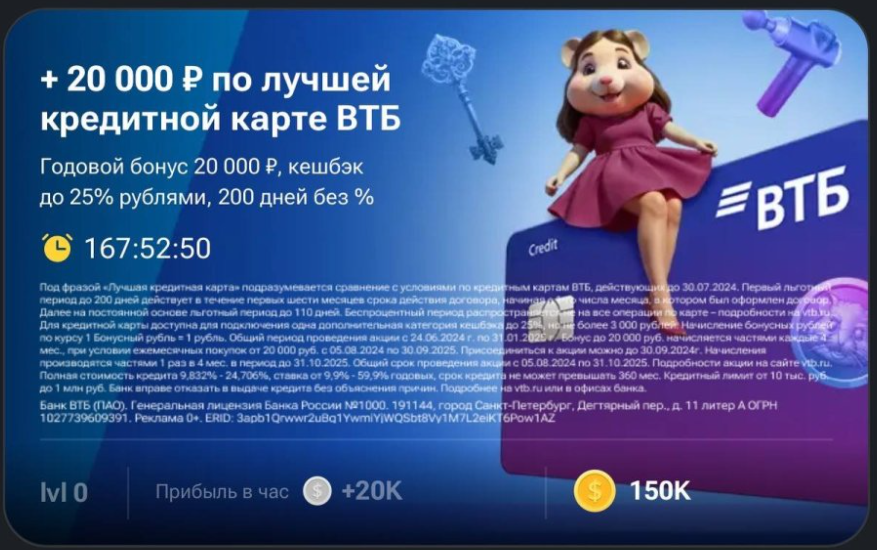 + 20 000 ₽ по лучшей
кредитной карте ВТБ
Годовой бонус 20 000 ₽, кешбэк
до 25% рублями, 200 дней без %
167:52:50
ВТБ
Credit
Под фразой «Лучшая кредитная карта» подразумевается сравнение с условиями по кредитным картам ВТБ, действующих до 30.07.2024. Первый льготный
период до 200 дней действует в течение первых шести месяцев срока действия договора, начиная с 1-го числа месяца, в котором был оформлен договор.
Далее на постоянной основе льготный период до 110 дней. Беспроцентный период распространяется не на все операции по карте – подробности на vtb.ru.
Для кредитной карты доступна для подключения одна дополнительная категория кешбэка до 25%, но не более 3 000 рублей. Начисление бонусных рублей
по курсу 1 Бонусный рубль = 1 рубль. Общий период проведения акции с 24.06.2024 г. по 31.01.2025 г. Бонус до 20 000 руб. начисляется частями каждые 4
мес., при условии ежемесячных покупок от 20 000 руб. с 05.08.2024 по 30.09.2025. Присоединиться к акции можно до 30.09.2024г. Начисления
производятся частями 1 раз в 4 мес. в период до 31.10.2025. Общий срок проведения акции с 05.08.2024 по 31.10.2025. Подробности акции на сайте vtb.ru.
Полная стоимость кредита 9,832% - 24,706%, ставка от 9,9% - 59,9% годовых, срок кредита не может превышать 360 мес. Кредитный лимит от 10 тыс. руб.
до 1 млн руб. Банк вправе отказать в выдаче кредита без объяснения причин. Подробнее на vtb.ru или в офисах банка.
Банк ВТБ (ПАО). Генеральная лицензия Банка России №1000. 191144, город Санкт-Петербург, Дегтярный пер., д. 11 литер А ОГРН
1027739609391. Реклама 0+. ERID: 3apb1Qrwwr2uBq1YwmiYjWQSbt8Vy1M7L2eiKT6Pow1AZ
lvl 0
Прибыль в час +20K
150K